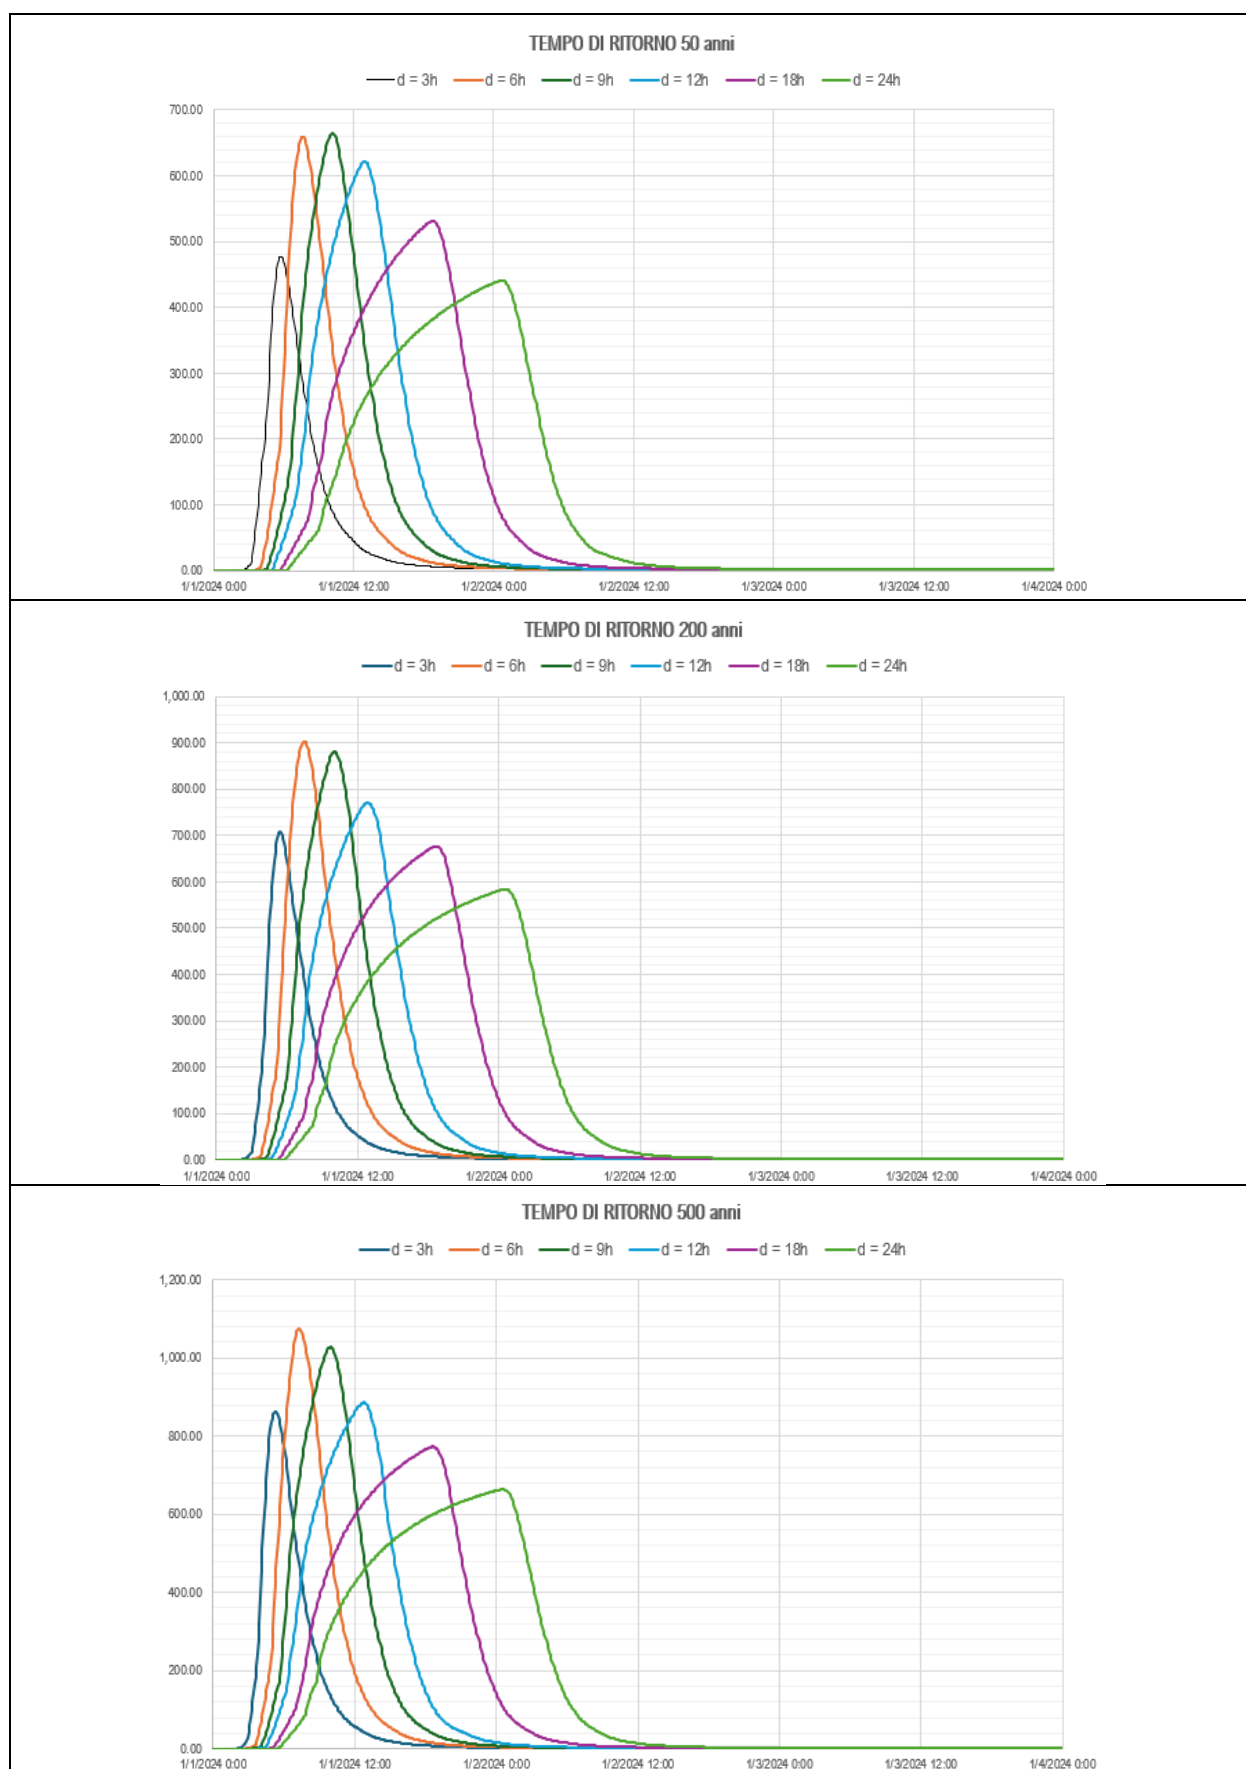 TEMPO DI RITORNO 50 anni
d = 3h d = 6h d = 9h d = 12h d = 18h d = 24h
700.00
600.00
500.00
400.00
300.00
200.00
100.00
0.00
1/1/2024 0:00 1/1/2024 12:00 1/2/2024 0:00 1/2/2024 12:00 1/3/2024 0:00 1/3/2024 12:00 1/4/2024 0:00
TEMPO DI RITORNO 200 anni
d = 3h d = 6h d = 9h d = 12h d = 18h d = 24h
1,000.00
900.00
800.00
700.00
600.00
500.00
400.00
300.00
200.00
100.00
0.00
1/1/2024 0:00 1/1/2024 12:00 1/2/2024 0:00 1/2/2024 12:00 1/3/2024 0:00 1/3/2024 12:00 1/4/2024 0:00
TEMPO DI RITORNO 500 anni
d = 3h d = 6h d = 9h d = 12h d = 18h d = 24h
1,200.00
1,000.00
800.00
600.00
400.00
200.00
0.00
1/1/2024 0:00 1/1/2024 12:00 1/2/2024 0:00 1/2/2024 12:00 1/3/2024 0:00 1/3/2024 12:00 1/4/2024 0:00